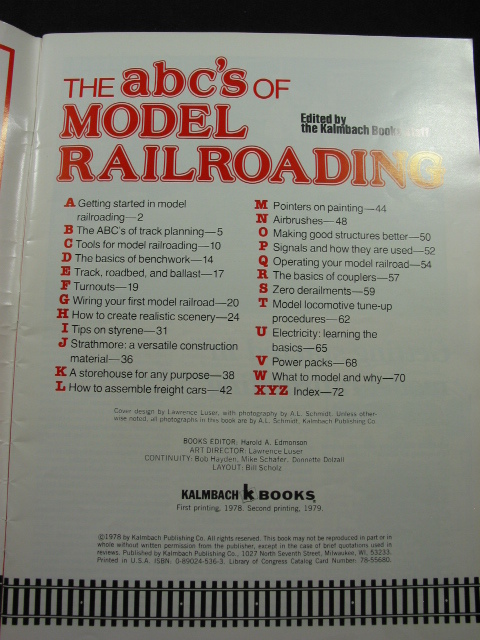 THE abc's OF
MODEL
RAILROADING
Edited by
the Kalmbach Books staff
A Getting started in model
railroading—2
B The ABC's of track planning—5
C Tools for model railroading—10
D The basics of benchwork—14
E Track, roadbed, and ballast—17
F Turnouts—19
G Wiring your first model railroad—20
H How to create realistic scenery—24
I Tips on styrene—31
J Strathmore: a versatile construction
material—36
K A storehouse for any purpose—38
L How to assemble freight cars—42
M Pointers on painting—44
N Airbrushes—48
O Making good structures better—50
P Signals and how they are used—52
Q Operating your model railroad—54
R The basics of couplers—57
S Zero derailments—59
T Model locomotive tune-up
procedures—62
U Electricity: learning the
basics—65
V Power packs—68
W What to model and why—70
XYZ Index—72
Cover design by Lawrence Luser, with photography by A.L. Schmidt. Unless other-
wise noted, all photographs in this book are by A.L. Schmidt, Kalmbach Publishing Co.
BOOKS EDITOR: Harold A. Edmonson
ART DIRECTOR: Lawrence Luser
CONTINUITY: Bob Hayden, Mike Schafer, Donnette Dolzall
LAYOUT: Bill Scholz
KALMBACH k BOOKS
First printing, 1978. Second printing, 1979.
©1978 by Kalmbach Publishing Co. All rights reserved. This book may not be reproduced in part or in
whole without written permission from the publisher, except in the case of brief quotations used in
reviews. Published by Kalmbach Publishing Co., 1027 North Seventh Street, Milwaukee, WI, 53233.
Printed in U.S.A. ISBN: 0-89024-536-3. Library of Congress Catalog Card Number: 78-55680.